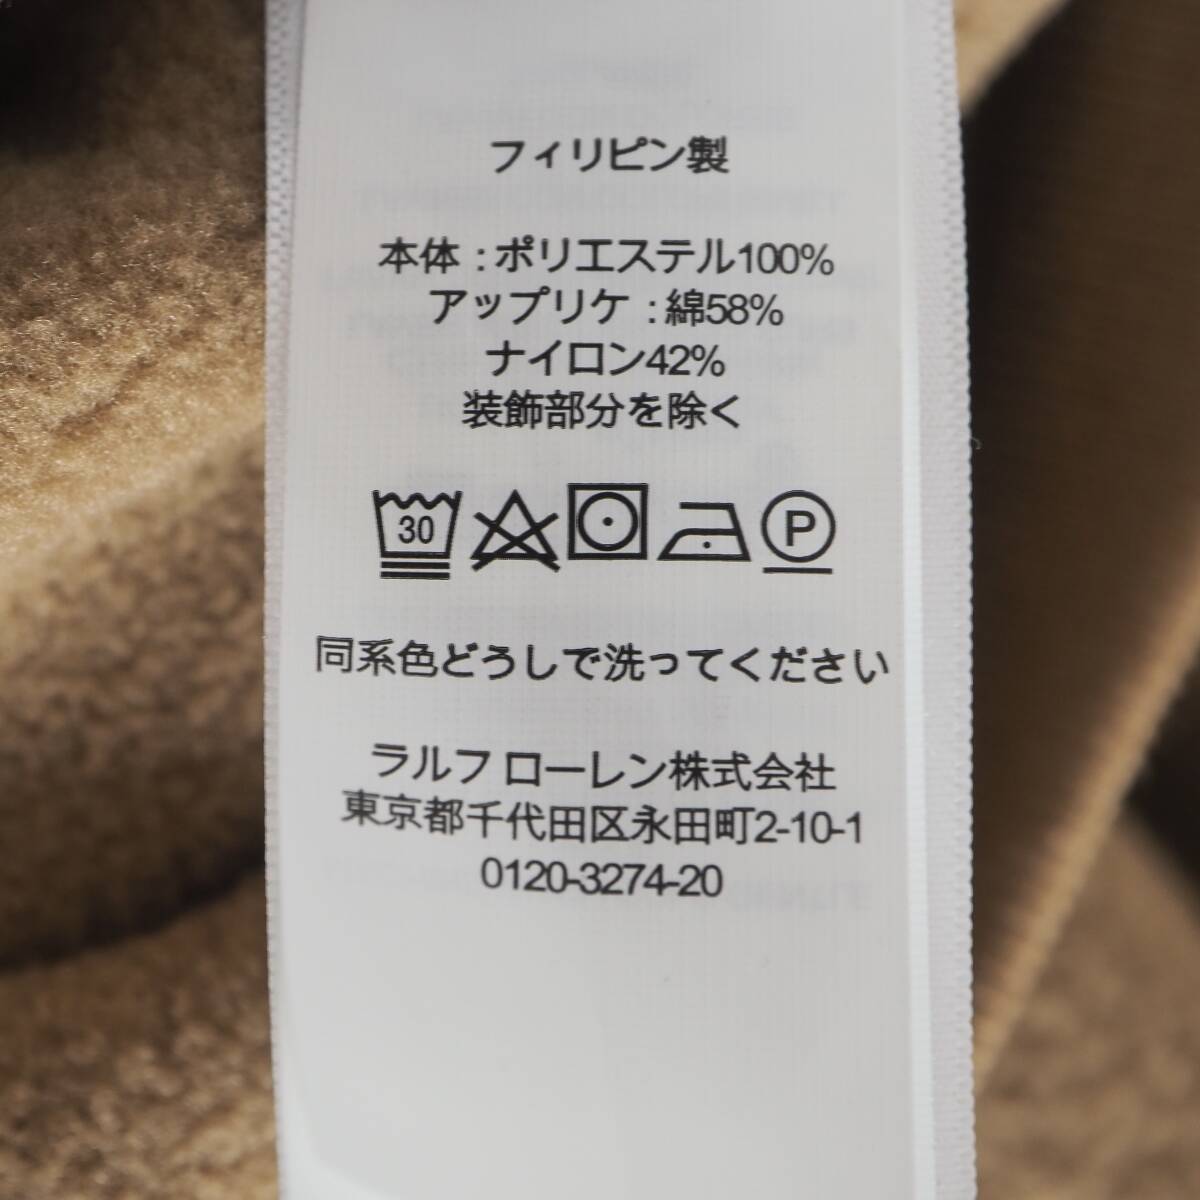 フィリピン製
本体 : ポリエステル100%
アップリケ : 綿58%
ナイロン42%
装飾部分を除く
30 P
同系色どうしで洗ってください
ラルフ ローレン株式会社
東京都千代田区永田町2-10-1
0120-3274-20